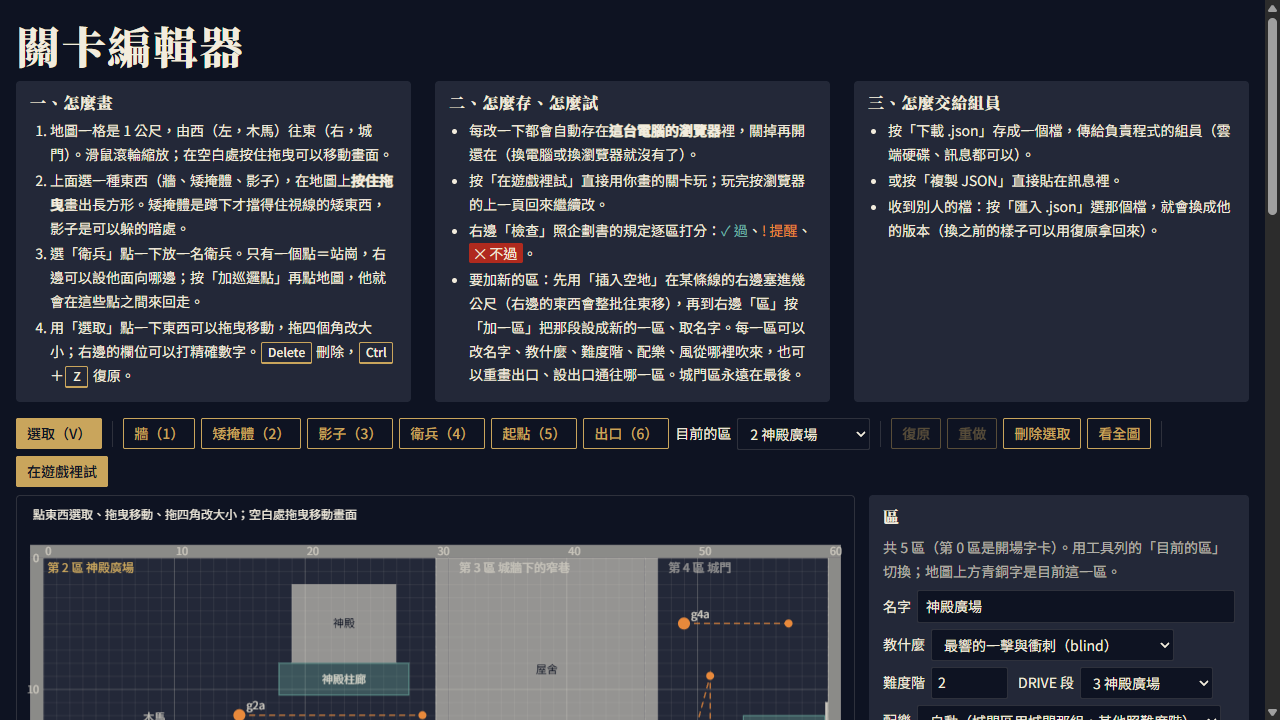 關卡編輯器
一、怎麼畫
1. 地圖一格是 1 公尺，由西（左，木馬）往東（右，城
門）。滑鼠滾輪縮放；在空白處按住拖曳可以移動畫面。
2. 上面選一種東西（牆、矮掩體、影子），在地圖上按住拖
曳畫出長方形。矮掩體是蹲下才擋得住視線的矮東西，
影子是可以躲的暗處。
3. 選「衛兵」點一下放一名衛兵。只有一個點＝站崗，右
邊可以設他面向哪邊；按「加巡邏點」再點地圖，他就
會在這些點之間來回走。
4. 用「選取」點一下東西可以拖曳移動，拖四個角改大
小；右邊的欄位可以打精確數字。 Delete 刪除， Ctrl
＋ Z 復原。
二、怎麼存、怎麼試
每改一下都會自動存在這台電腦的瀏覽器裡，關掉再開
還在（換電腦或換瀏覽器就沒有了）。
按「在遊戲裡試」直接用你畫的關卡玩；玩完按瀏覽器
的上一頁回來繼續改。
右邊「檢查」照企劃書的規定逐區打分：✓ 過、! 提醒、
✕ 不過 。
要加新的區：先用「插入空地」在某條線的右邊塞進幾
公尺（右邊的東西會整批往東移），再到右邊「區」按
「加一區」把那段設成新的一區、取名字。每一區可以
改名字、教什麼、難度階、配樂、風從哪裡吹來，也可
以重畫出口、設出口通往哪一區。城門區永遠在最後。
三、怎麼交給組員
按「下載 .json」存成一個檔，傳給負責程式的組員（雲
端硬碟、訊息都可以）。
或按「複製 JSON」直接貼在訊息裡。
收到別人的檔：按「匯入 .json」選那個檔，就會換成他
的版本（換之前的樣子可以用復原拿回來）。
選取（V） 牆（1） 矮掩體（2） 影子（3） 衛兵（4） 起點（5） 出口（6） 目前的區 2 神殿廣場 復原 重做 刪除選取 看全圖
在遊戲裡試
點東西選取、拖曳移動、拖四角改大小；空白處拖曳移動畫面
0 10 20 30 40 50 60
0
第 2 區 神殿廣場 第 3 區 城牆下的窄巷 第 4 區 城門
g4a
神殿
屋舍
神殿柱廊
10
g2a
木馬
區
共 5 區（第 0 區是開場字卡）。用工具列的「目前的區」
切換；地圖上方青銅字是目前這一區。
名字 神殿廣場
教什麼 最響的一擊與衝刺（blind）
難度階 2 DRIVE 段 3 神殿廣場
配樂 自動（城門區用城門那組，其他照難度階）